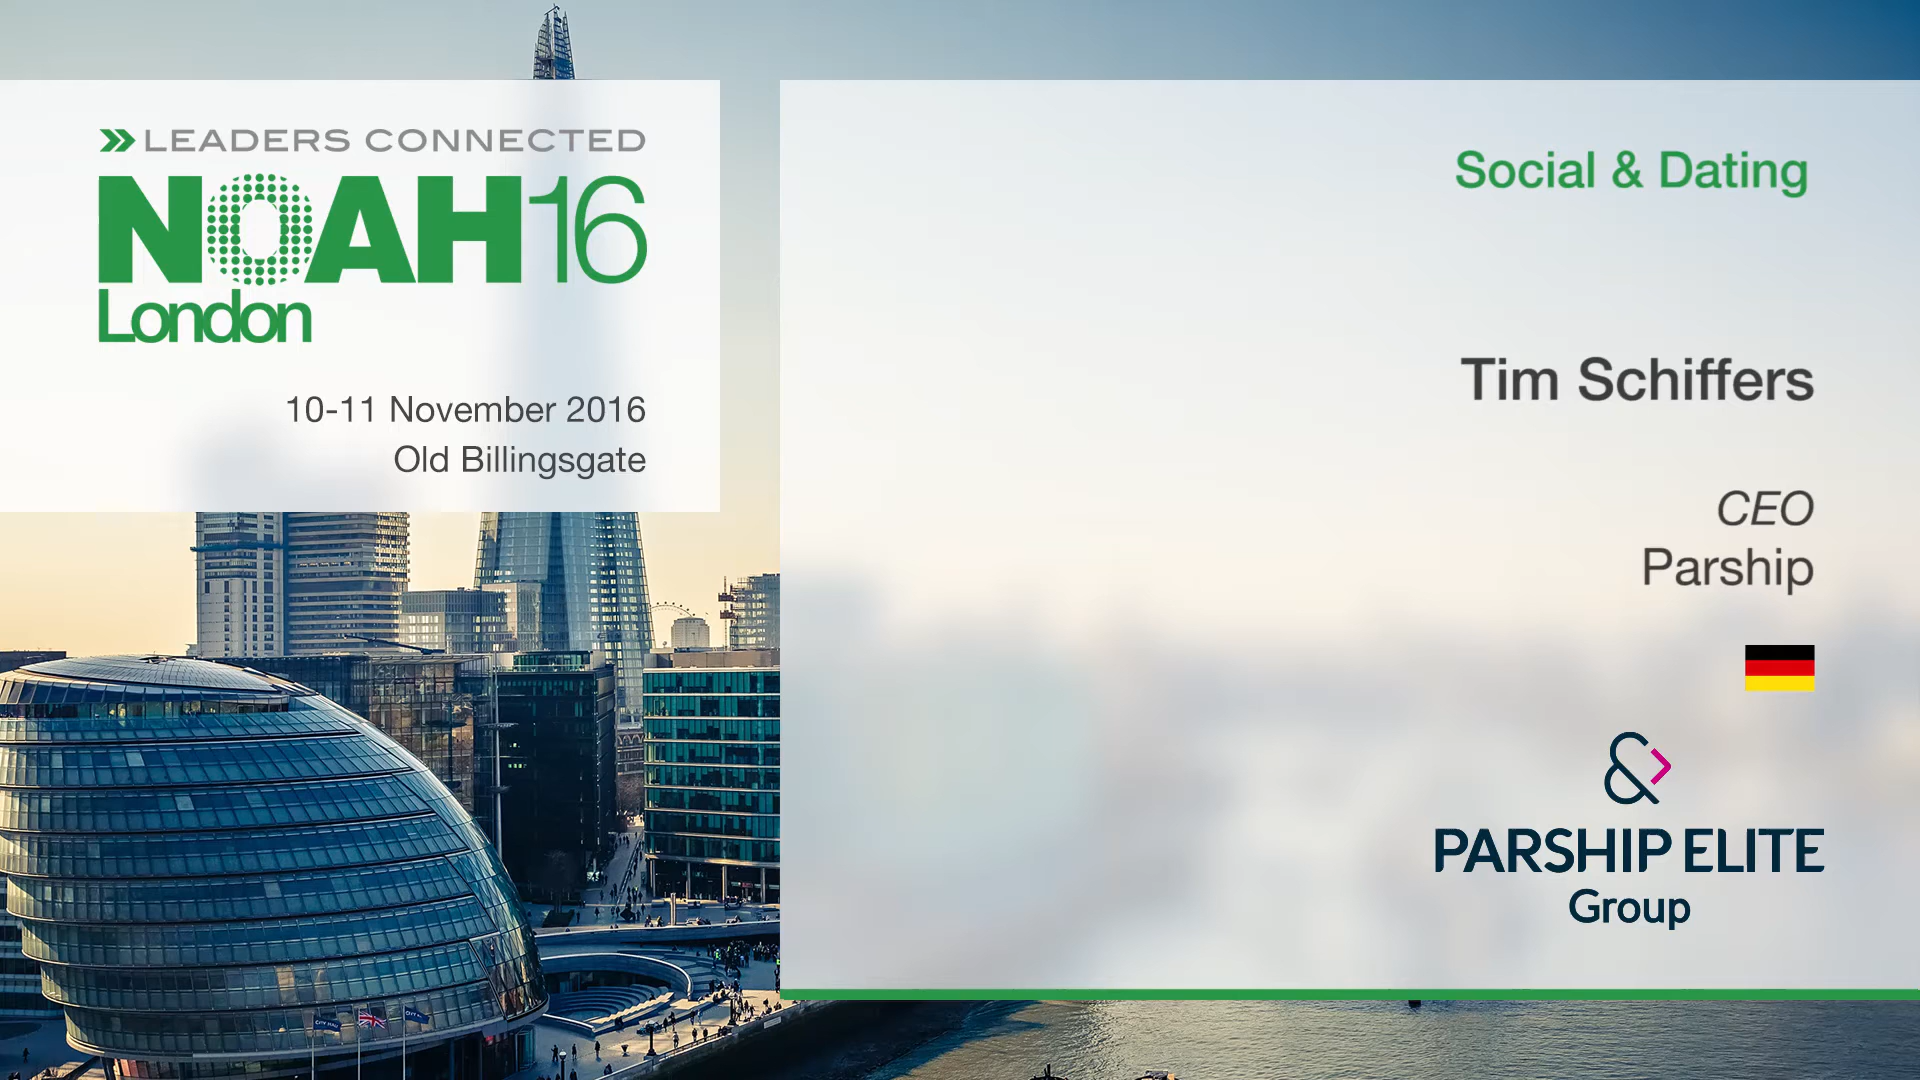 LEADERS CONNECTED
NOAH16
London
10-11 November 2016
Old Billingsgate
Social & Dating
Tim Schiffers
CEO
Parship
PARSHIP ELITE
Group